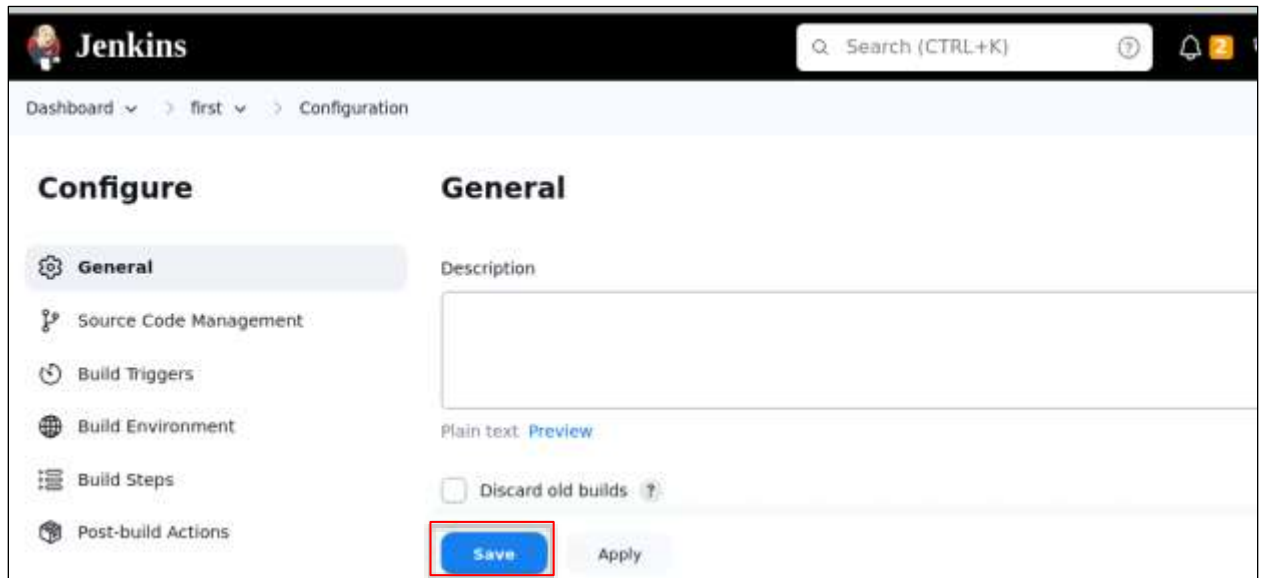 Jenkins
Search (CTRL+K)
?
2
Dashboard > first > Configuration
Configure
General
Source Code Management
Build Triggers
Build Environment
Build Steps
Post-build Actions
General
Description
Plain text Preview
Discard old builds ?
Save Apply